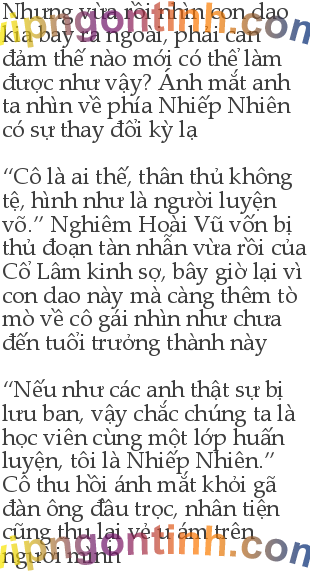 Nhưng vừa rồi nhìn con dao
kia bay ra ngoài, phải can
đảm thế nào mới có thể làm
được như vậy? Ánh mắt anh
ta nhìn về phía Nhiếp Nhiên
có sự thay đổi kỳ lạ
“Cô là ai thế, thân thủ không
tệ, hình như là người luyện
võ.” Nghiêm Hoài Vũ vốn bị
thủ đoạn tàn nhẫn vừa rồi của
Cổ Lâm kinh sợ, bây giờ lại vì
con dao này mà càng thêm tò
mò về cô gái nhìn như chưa
đến tuổi trưởng thành này
“Nếu như các anh thật sự bị
lưu ban, vậy chắc chúng ta là
học viên cùng một lớp huấn
luyện, tôi là Nhiếp Nhiên.”
Cô thu hồi ánh mắt khỏi gã
đàn ông đầu trọc, nhân tiện
cũng thu lại vẻ u ám trên
người mình
vipngontinh.com
vipngontinh.com